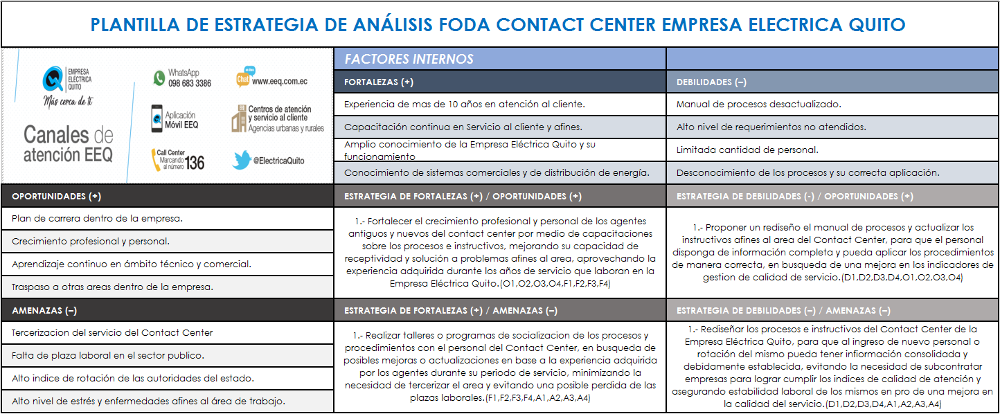 PLANTILLA DE ESTRATEGIA DE ANÁLISIS FODA CONTACT CENTER EMPRESA ELECTRICA QUITO
EMPRESA
ELÉCTRICA
QUITO
Más cerca de ti
Canales de
atención EEQ
WhatsApp
098 683 3386
Chat
www.eeq.com.ec
Aplicación
Móvil EEQ
Centros de atención
y servicio al cliente
Agencias urbanas y rurales
Call Center
Marcando
al número 136
@ElectricaQuito
FACTORES INTERNOS
FORTALEZAS (+)
DEBILIDADES (–)
Experiencia de mas de 10 años en atención al cliente.
Manual de procesos desactualizado.
Capacitación continua en Servicio al cliente y afines.
Alto nivel de requerimientos no atendidos.
Amplio conocimiento de la Empresa Eléctrica Quito y su
funcionamiento
Limitada cantidad de personal.
Conocimiento de sistemas comerciales y de distribución de energía.
Desconocimiento de los procesos y su correcta aplicación.
OPORTUNIDADES (+)
ESTRATEGIA DE FORTALEZAS (+) / OPORTUNIDADES (+)
ESTRATEGIA DE DEBILIDADES (-) / OPORTUNIDADES (+)
Plan de carrera dentro de la empresa.
Crecimiento profesional y personal.
Aprendizaje continuo en ámbito técnico y comercial.
Traspaso a otras areas dentro de la empresa.
1.- Fortalecer el crecimiento profesional y personal de los agentes
antiguos y nuevos del contact center por medio de capacitaciones
sobre los procesos e instructivos, mejorando su capacidad de
receptividad y solución a problemas afines al area, aprovechando la
experiencia adquirida durante los años de servicio que laboran en la
Empresa Eléctrica Quito.(O1,O2,O3,O4,F1,F2,F3,F4)
1.- Proponer un rediseño el manual de procesos y actualizar los
instructivos afines al area del Contact Center, para que el personal
disponga de información completa y pueda aplicar los procedimientos
de manera correcta, en busqueda de una mejora en los indicadores de
gestion de calidad de servicio.(D1,D2,D3,D4,O1,O2,O3,O4)
AMENAZAS (–)
ESTRATEGIA DE FORTALEZAS (+) / AMENAZAS (–)
ESTRATEGIA DE DEBILIDADES (–) / AMENAZAS (–)
Tercerizacion del servicio del Contact Center
Falta de plaza laboral en el sector publico.
Alto indice de rotación de las autoridades del estado.
Alto nivel de estrés y enfermedades afines al área de trabajo.
1.- Realizar talleres o programas de socializacion de los procesos y
procedimientos con el personal del Contact Center, en busqueda de
posibles mejoras o actualizaciones en base a la experiencia adquirida
por los agentes durante su periodo de servicio, minimizando la
necesidad de tercerizar el area y evitando una posible perdida de las
plazas laborales.(F1,F2,F3,F4,A1,A2,A3,A4)
1.- Rediseñar los procesos e instructivos del Contact Center de la
Empresa Eléctrica Quito, para que al ingreso de nuevo personal o
rotación del mismo pueda tener infiormación consolidada y
debidamente establecida, evitando la necesidad de subcontratar
empresas para lograr cumplir los indices de calidad de atención y
asegurando estabilidad laboral de los mismos en pro de una mejora en
la calidad del servicio.(D1,D2,D3,D4,A1,A2,A3,A4)